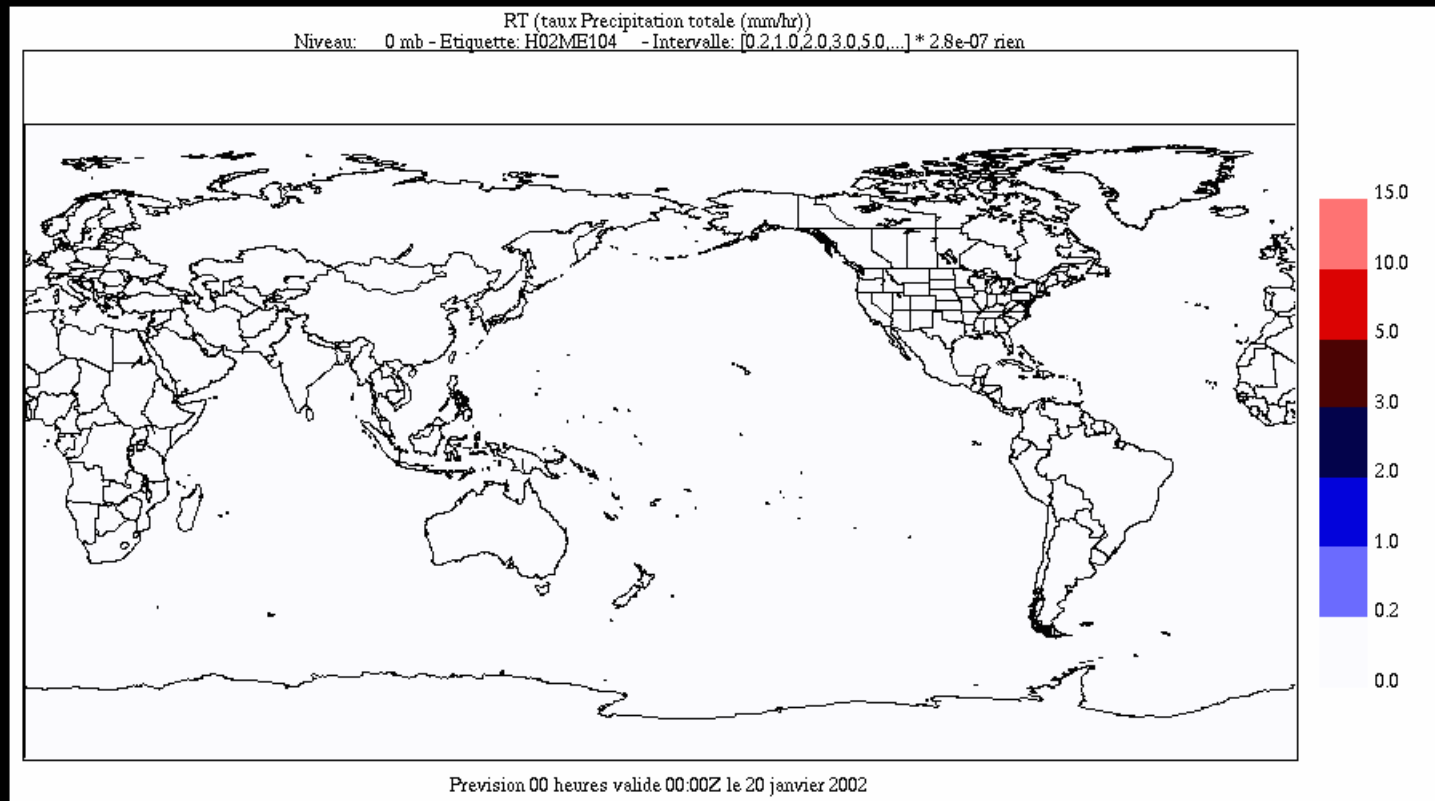 RT (taux Precipitation totale (mm/hr))
Niveau: 0 mb - Etiquette: H02ME104 - Intervalle: [0.2,1.0,2.0,3.0,5.0,...] * 2.8e-07 rien
15.0
10.0
5.0
3.0
2.0
1.0
0.2
0.0
Prevision 00 heures valide 00:00Z le 20 janvier 2002